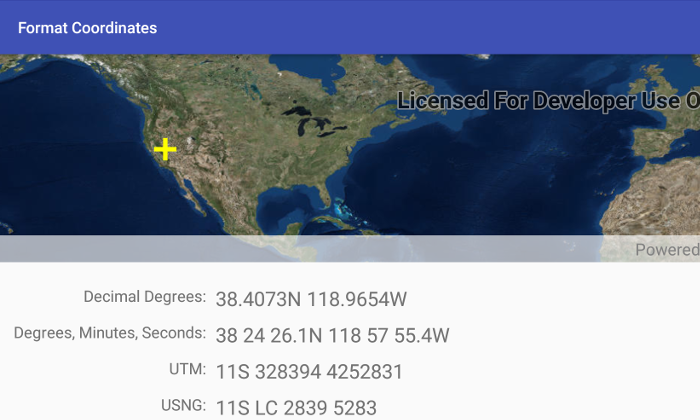 Format Coordinates
Licensed For Developer Use O
Powered
Decimal Degrees: 38.4073N 118.9654W
Degrees, Minutes, Seconds: 38 24 26.1N 118 57 55.4W
UTM: 11S 328394 4252831
USNG: 11S LC 2839 5283